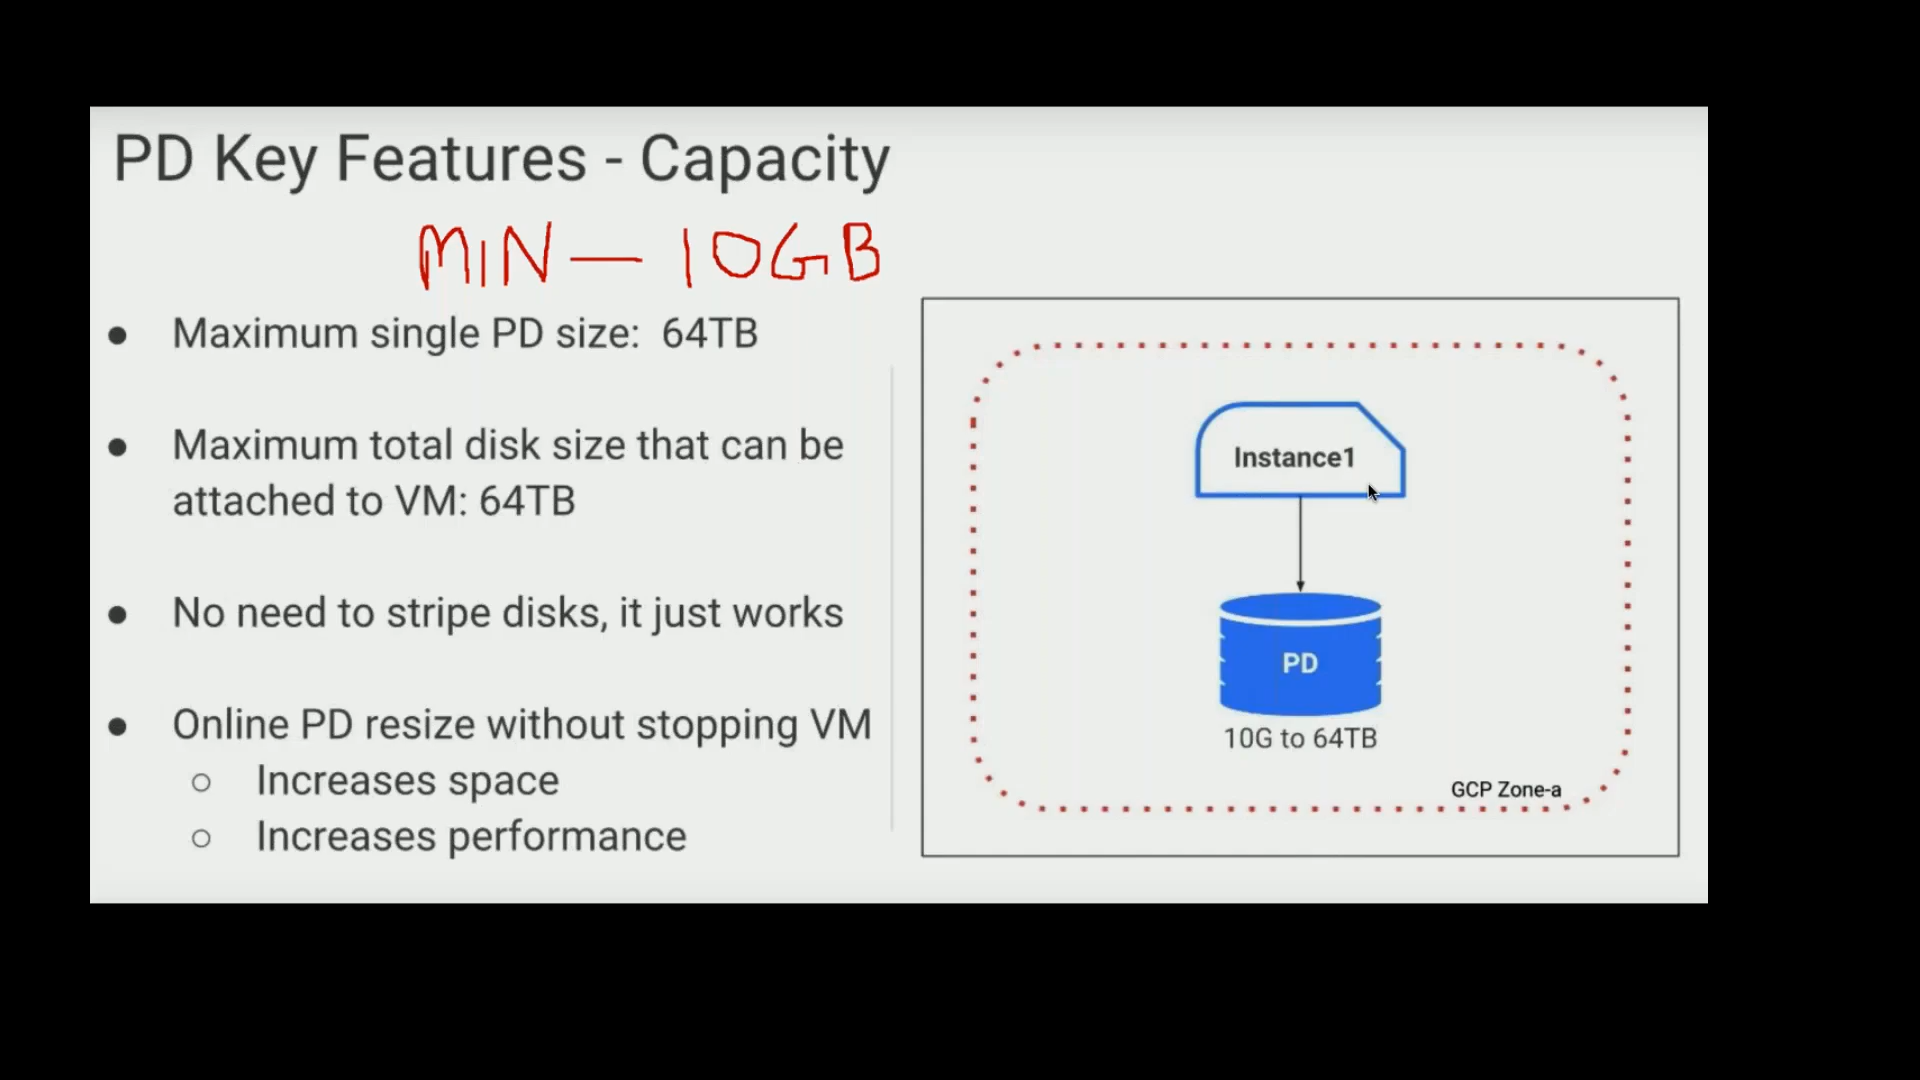 PD Key Features - Capacity
MIN — 10GB
● Maximum single PD size: 64TB
● Maximum total disk size that can be
attached to VM: 64TB
● No need to stripe disks, it just works
● Online PD resize without stopping VM
○ Increases space
○ Increases performance
Instance1
PD
10G to 64TB
GCP Zone-a